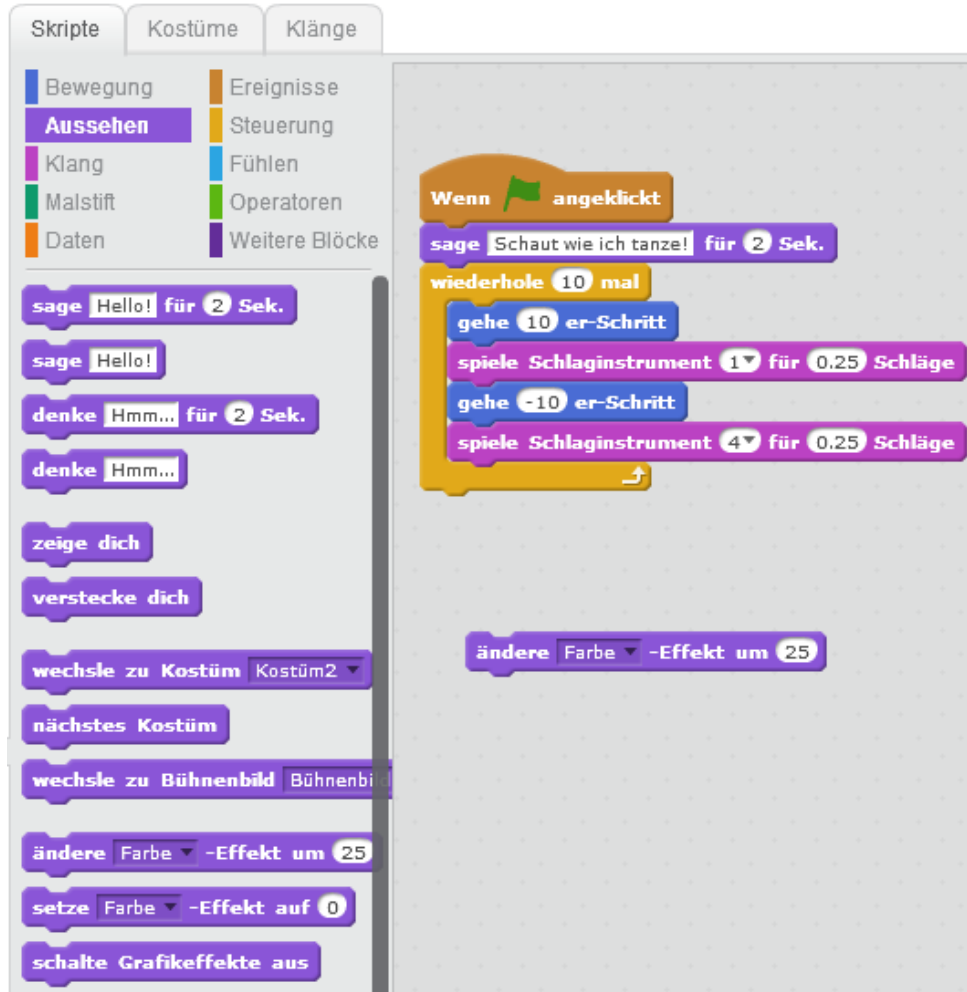 Skripte Kostüme Klänge
Bewegung Ereignisse
Aussehen Steuerung
Klang Fühlen
Malstift Operatoren
Daten Weitere Blöcke
sage Hello! für 2 Sek.
sage Hello!
denke Hmm... für 2 Sek.
denke Hmm...
zeige dich
verstecke dich
wechsle zu Kostüm Kostüm2
nächstes Kostüm
wechsle zu Bühnenbild Bühnenbild
ändere Farbe -Effekt um 25
setze Farbe -Effekt auf 0
schalte Grafikeffekte aus
Wenn angeklickt
sage Schaut wie ich tanze! für 2 Sek.
wiederhole 10 mal
gehe 10 er-Schritt
spiele Schlaginstrument 1 für 0.25 Schläge
gehe -10 er-Schritt
spiele Schlaginstrument 4 für 0.25 Schläge
ändere Farbe -Effekt um 25